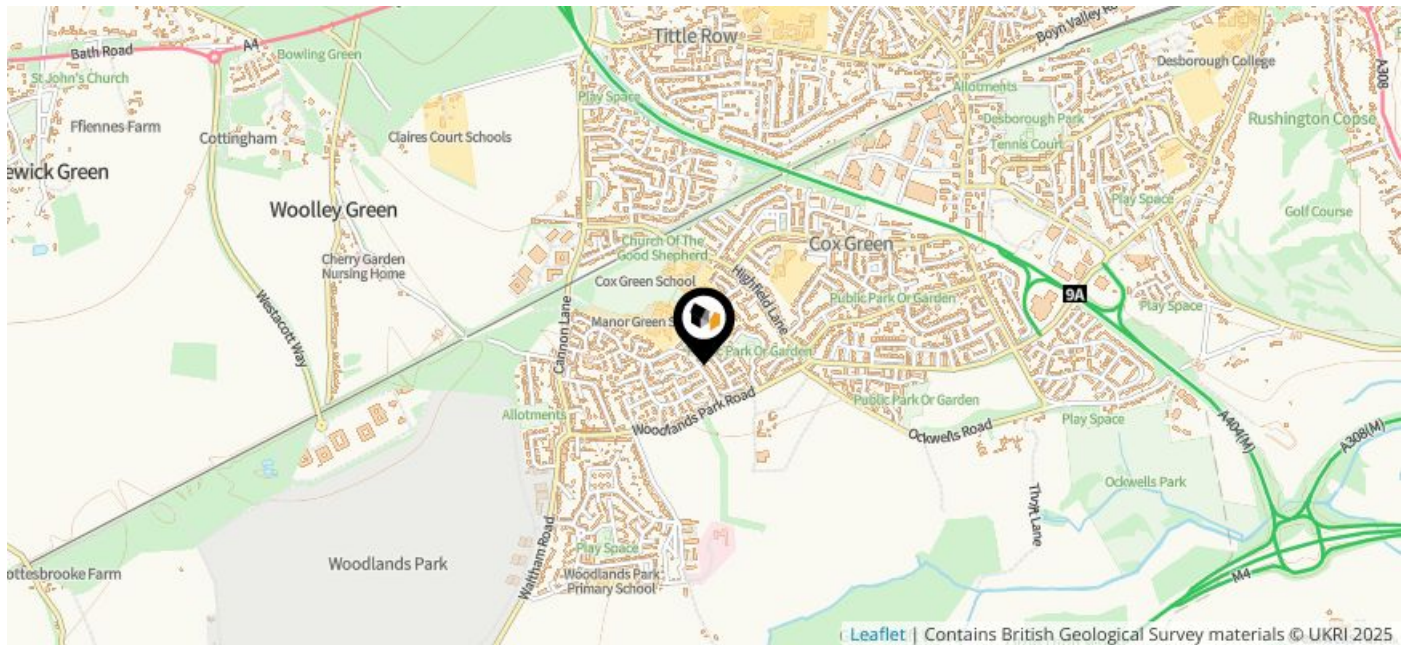 Tittle Row
Boyn Valley
Bath Road
A4
Bowling Green
Desborough College
A308
St John's Church
Play Space
Allotments
Ffiennes Farm
Cottingham
Claires Court Schools
Desborough Park
Tennis Court
Rushington Copse
ewick Green
Woolley Green
Play Space
Golf Course
Church Of The
Good Shepherd
Cox Green
Cherry Garden
Nursing Home
Cox Green School
Highfield Lane
Public Park Or Garden
9A
Play Space
Westacott Way
Cannon Lane
Manor Green
Park Or Garden
Allotments
Woodlands Park Road
Public Park Or Garden
Ockwells Road
Play Space
A404(M)
A308(M)
Ockwells Park
Thrift Lane
Waltham Road
Play Space
Woodlands Park
ottesbrooke Farm
Woodlands Park
Primary School
M4
Leaflet | Contains British Geological Survey materials © UKRI 2025